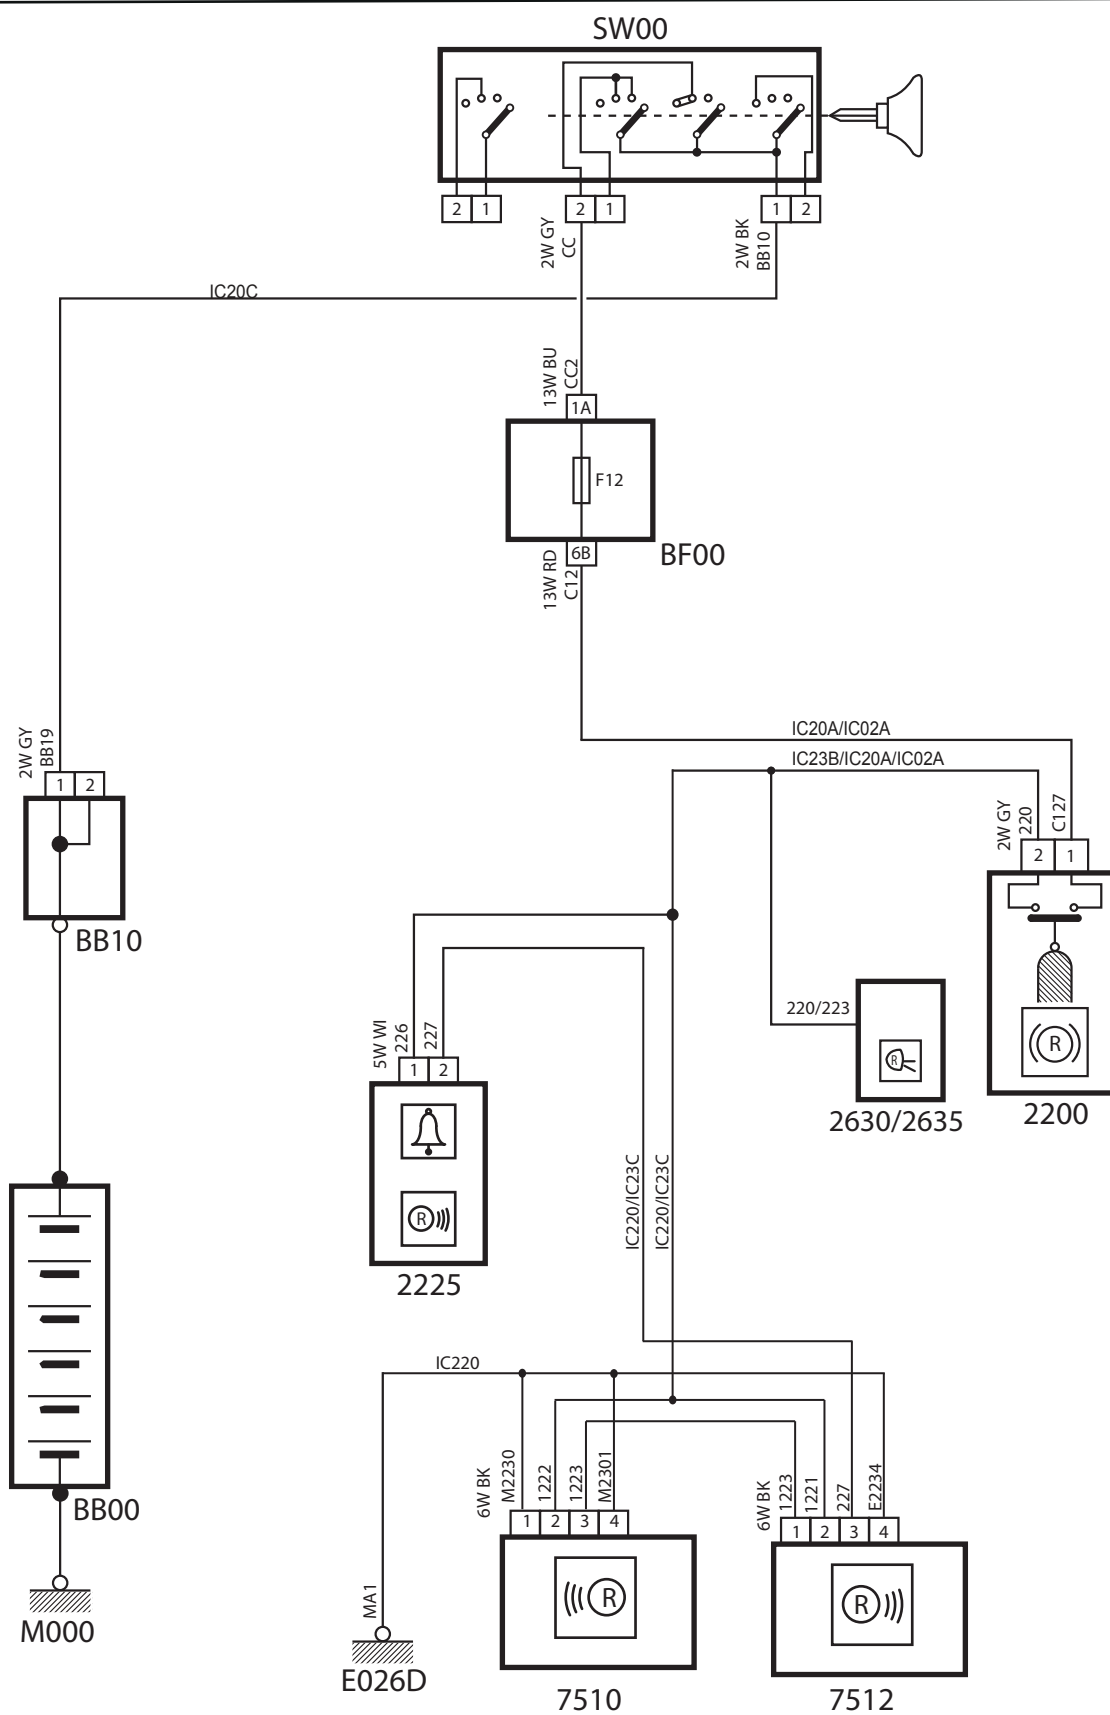 SW00
2 1
2 1
1 2
2W GY
CC
2W BK
BB10
IC20C
13W BU
CC2
1A
F12
6B
BF00
13W RD
C12
IC20A/IC02A
IC23B/IC20A/IC02A
2W GY
BB19
1 2
BB10
2W GY
220
C127
2 1
R
2200
220/223
R
2630/2635
5W WI
226
227
1 2
R
2225
IC220/IC23C
IC220/IC23C
BB00
M000
IC220
MA1
E026D
6W BK
M2230
1222
1223
M2301
1 2 3 4
R
7510
6W BK
1223
1221
227
E2234
1 2 3 4
R
7512